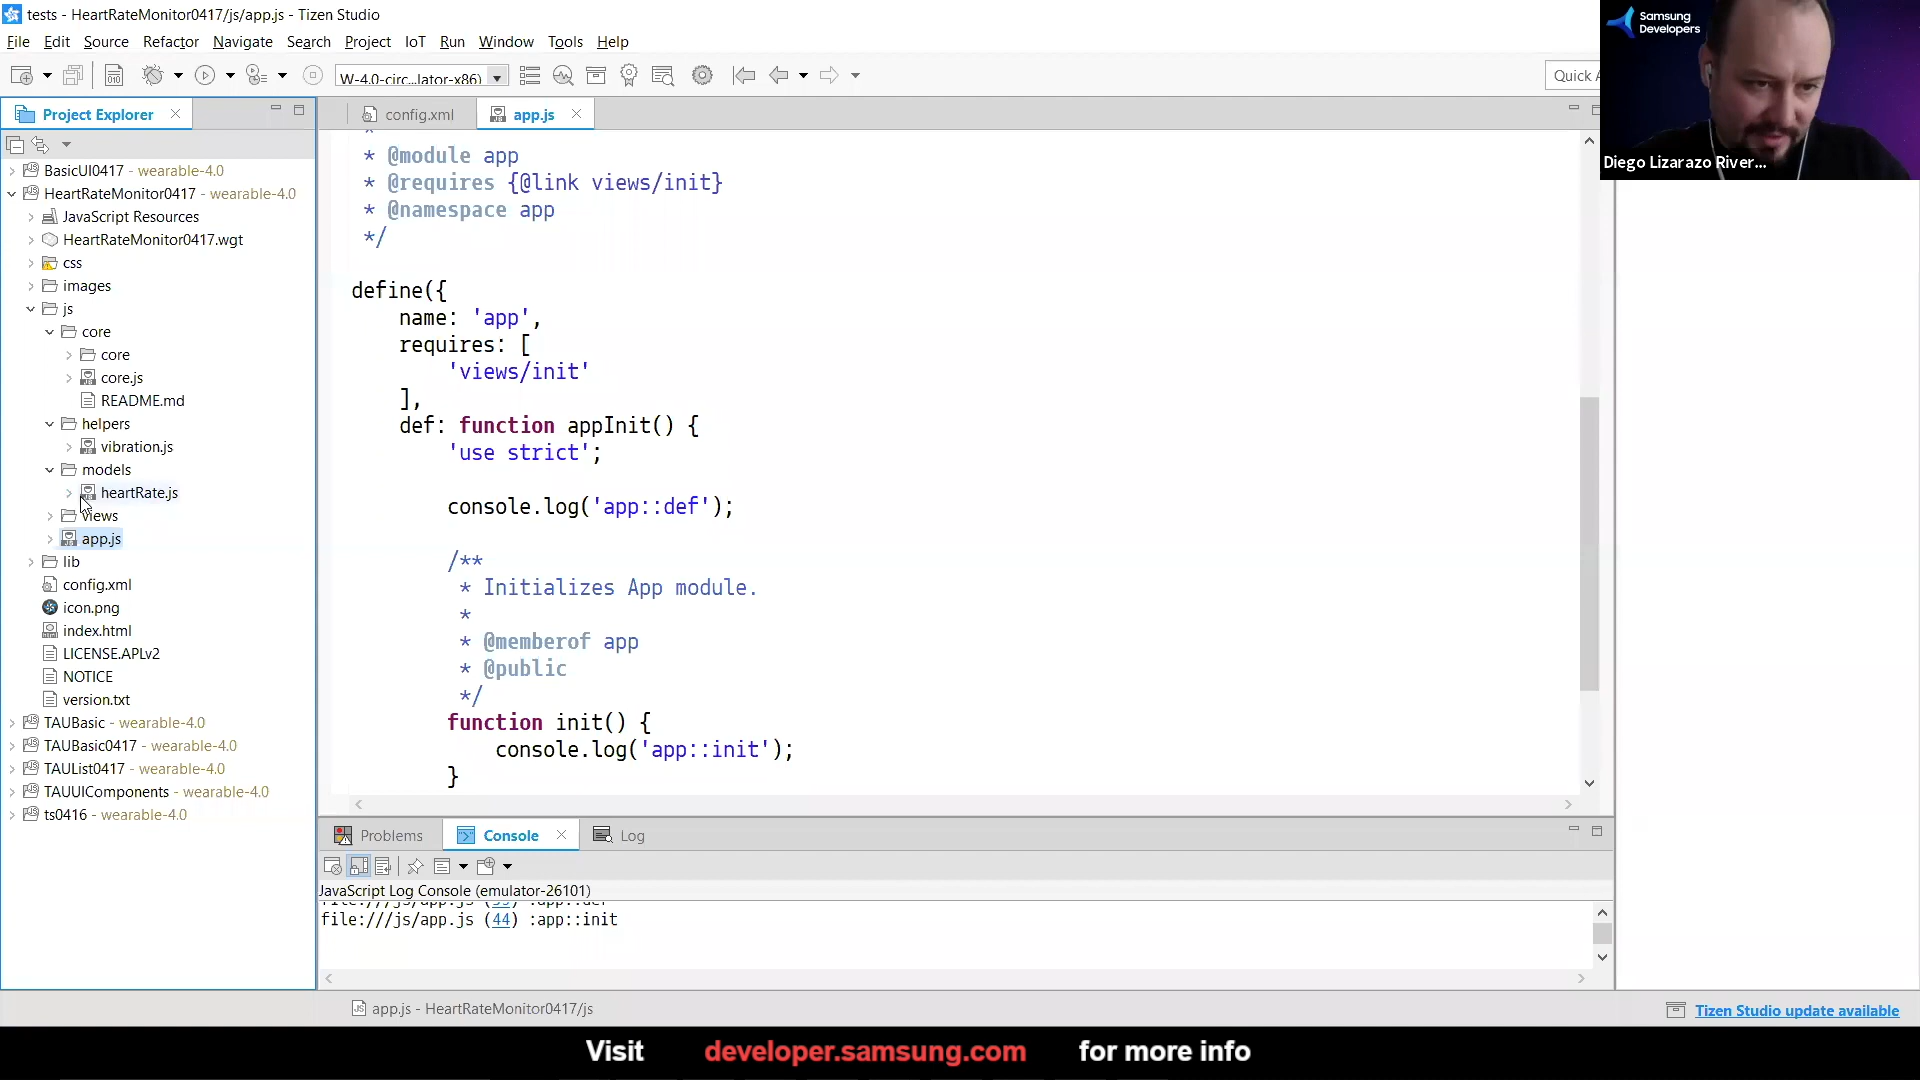 tests - HeartRateMonitor0417/js/app.js - Tizen Studio
File Edit Source Refactor Navigate Search Project IoT Run Window Tools Help
W-4.0-circ...lator-x86)
Quick A
Samsung
Developers
Diego Lizarazo River...
Project Explorer
config.xml
app.js
BasicUI0417 - wearable-4.0
HeartRateMonitor0417 - wearable-4.0
JavaScript Resources
HeartRateMonitor0417.wgt
css
images
js
core
core
core.js
README.md
helpers
vibration.js
models
heartRate.js
views
app.js
lib
config.xml
icon.png
index.html
LICENSE.APLv2
NOTICE
version.txt
TAUBasic - wearable-4.0
TAUBasic0417 - wearable-4.0
TAUList0417 - wearable-4.0
TAUUIComponents - wearable-4.0
ts0416 - wearable-4.0
*
* @module app
* @requires {@link views/init}
* @namespace app
*/
define({
name: 'app',
requires: [
'views/init'
],
def: function appInit() {
'use strict';
console.log('app::def');
/**
* Initializes App module.
*
* @memberof app
* @public
*/
function init() {
console.log('app::init');
}
Problems
Console
Log
JavaScript Log Console (emulator-26101)
file:///js/app.js (44) :app::init
app.js - HeartRateMonitor0417/js
Tizen Studio update available
Visit developer.samsung.com for more info